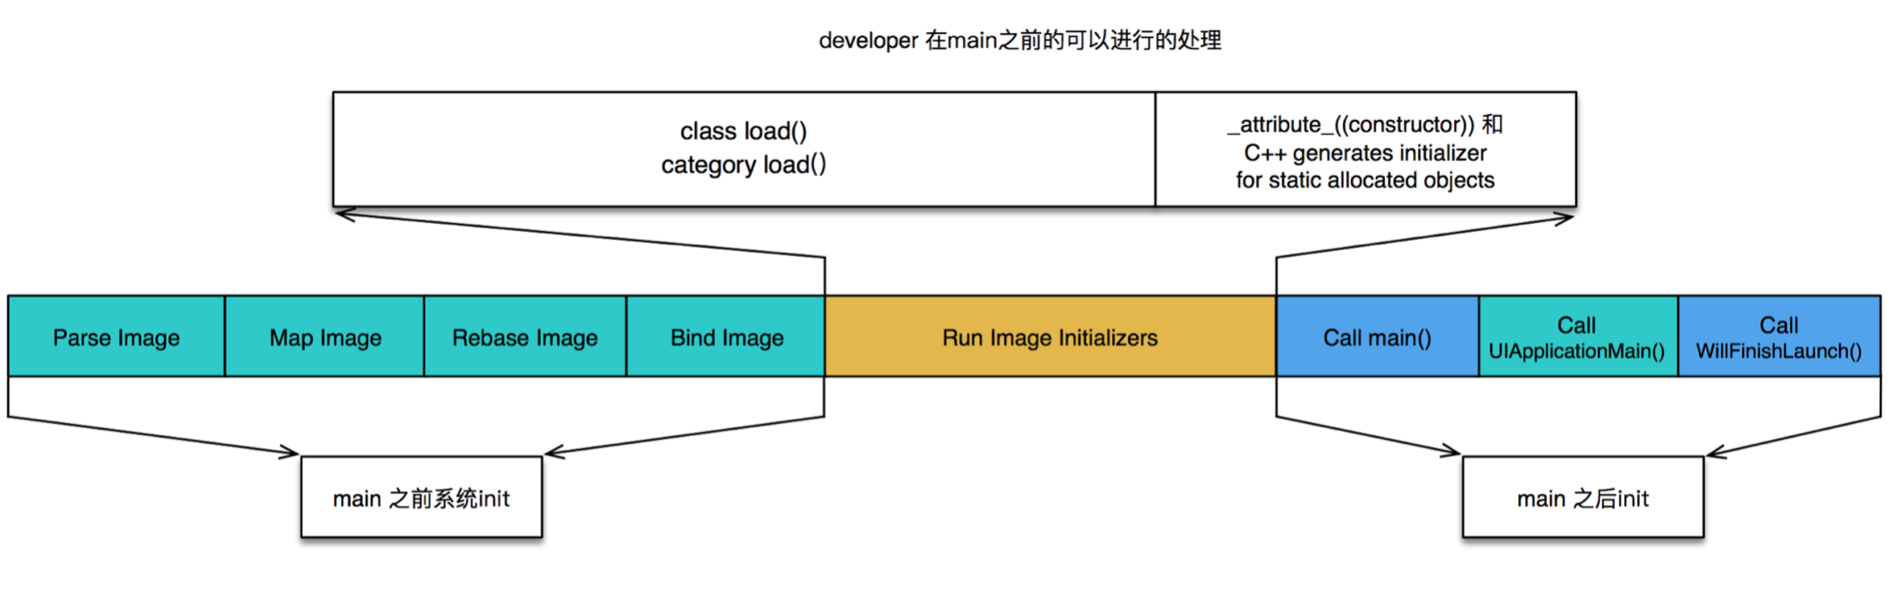 developer 在main之前的可以进行的处理
class load()
category load()
_attribute_((constructor)) 和
C++ generates initializer
for static allocated objects
Parse Image
Map Image
Rebase Image
Bind Image
Run Image Initializers
Call main()
Call
UIApplicationMain()
Call
WillFinishLaunch()
main 之前系统init
main 之后init